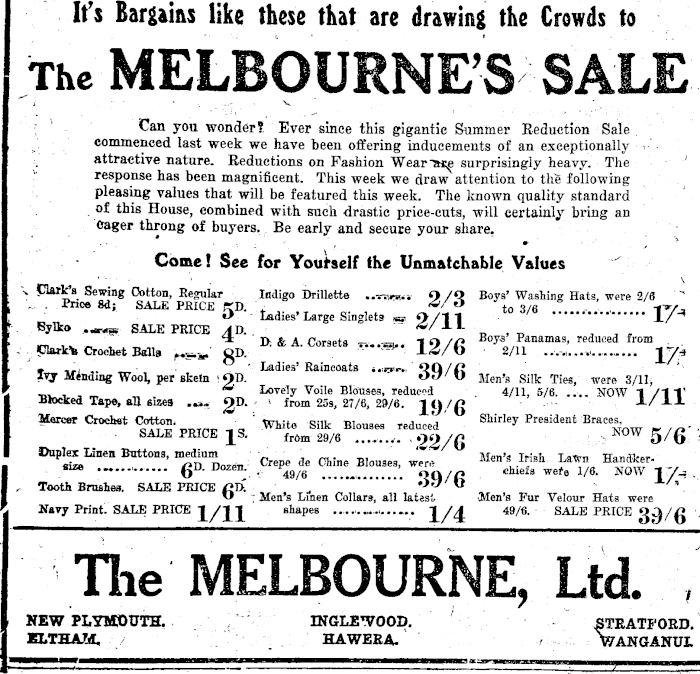 It's Bargains like these that are drawing the Crowds to
The MELBOURNE'S SALE
Can you wonder? Ever since this gigantic Summer Reduction Sale
commenced last week we have been offering inducements of an exceptionally
attractive nature. Reductions on Fashion Wear are surprisingly heavy. The
response has been magnificent. This week we draw attention to the following
pleasing values that will be featured this week. The known quality standard
of this House, combined with such drastic price-cuts, will certainly bring an
eager throng of buyers. Be early and secure your share.
Come! See for Yourself the Unmatchable Values
Clark's Sewing Cotton, Regular
Price 8d; SALE PRICE 5D.
Sylko ...... SALE PRICE 4D.
Clark's Crochet Balls ...... 8D.
Ivy Mending Wool, per skein 2D.
Blocked Tape, all sizes .... 2D.
Mercer Crochet Cotton.
SALE PRICE 1S.
Duplex Linen Buttons, medium
size ............ 6D. Dozen.
Tooth Brushes. SALE PRICE 6D.
Navy Print. SALE PRICE 1/11
Indigo Drillette ........ 2/3
Ladies' Large Singlets .. 2/11
D. & A. Corsets ........ 12/6
Ladies' Raincoats ...... 39/6
Lovely Voile Blouses, reduced
from 25s, 27/6, 29/6. 19/6
White Silk Blouses reduced
from 29/6 ........ 22/6
Crepe de Chine Blouses, were
49/6 .............. 39/6
Men's Linen Collars, all latest
shapes .............. 1/4
Boys' Washing Hats, were 2/6
to 3/6 ................ 1/-
Boys' Panamas, reduced from
2/11 ................ 1/-
Men's Silk Ties, were 3/11,
4/11, 5/6. .... NOW 1/11
Shirley President Braces,
NOW 5/6
Men's Irish Lawn Handker-
chiefs were 1/6. NOW 1/-
Men's Fur Velour Hats were
49/6. SALE PRICE 39/6
The MELBOURNE, Ltd.
NEW PLYMOUTH. INGLEWOOD. STRATFORD.
ELTHAM. HAWERA. WANGANUI.